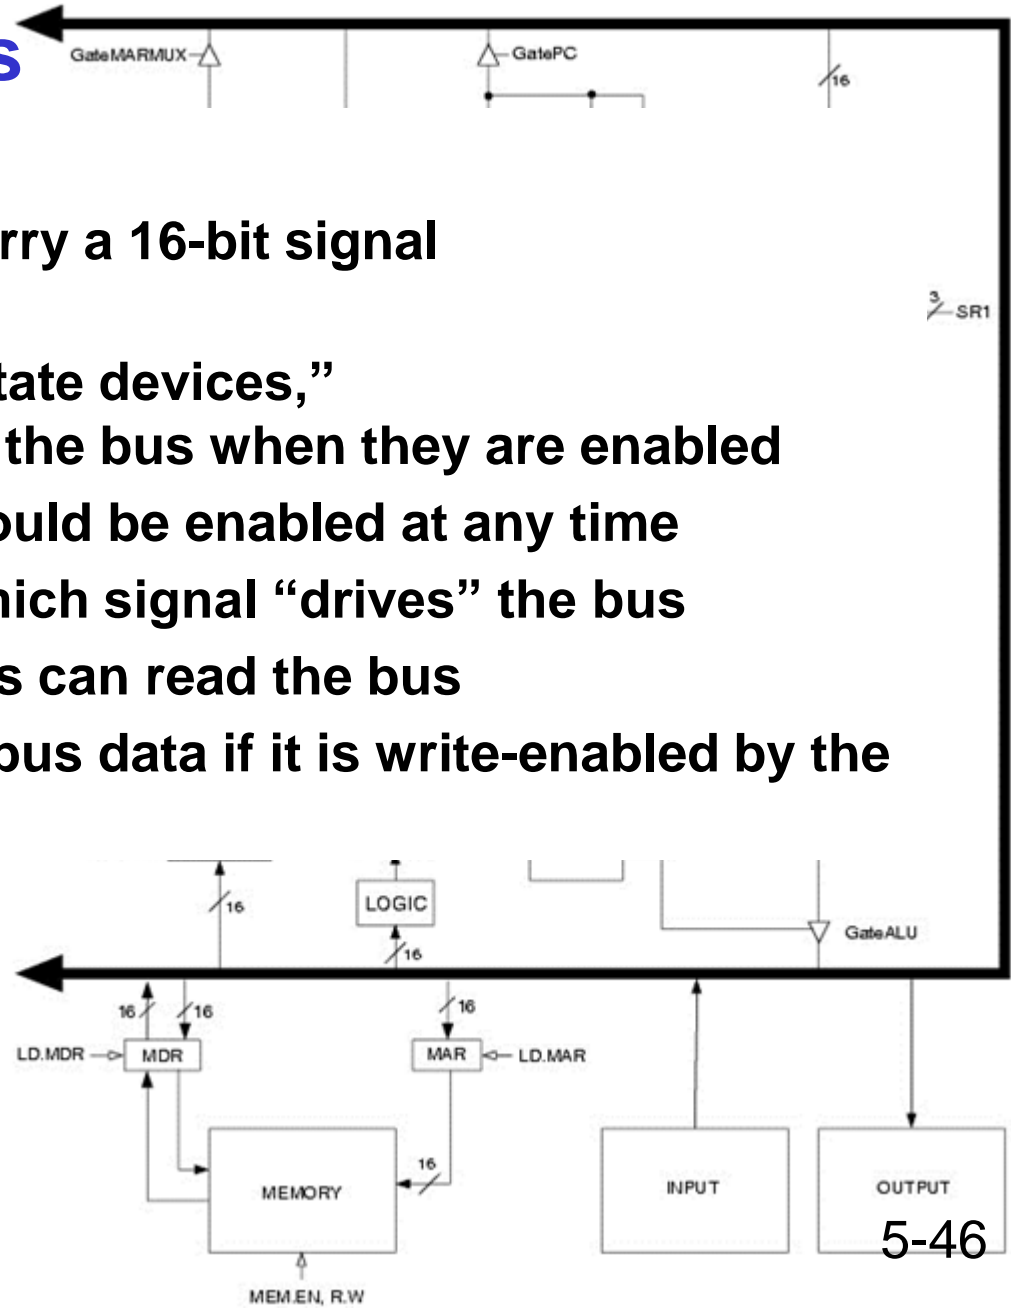 s
GateMARMUX
GatePC
16
rry a 16-bit signal
3
SR1
tate devices,”
the bus when they are enabled
ould be enabled at any time
hich signal “drives” the bus
s can read the bus
bus data if it is write-enabled by the
16
LOGIC
16
GateALU
16
16
16
LD.MDR
MDR
MAR
LD.MAR
16
MEMORY
INPUT
OUTPUT
5-46
MEM.EN, R.W